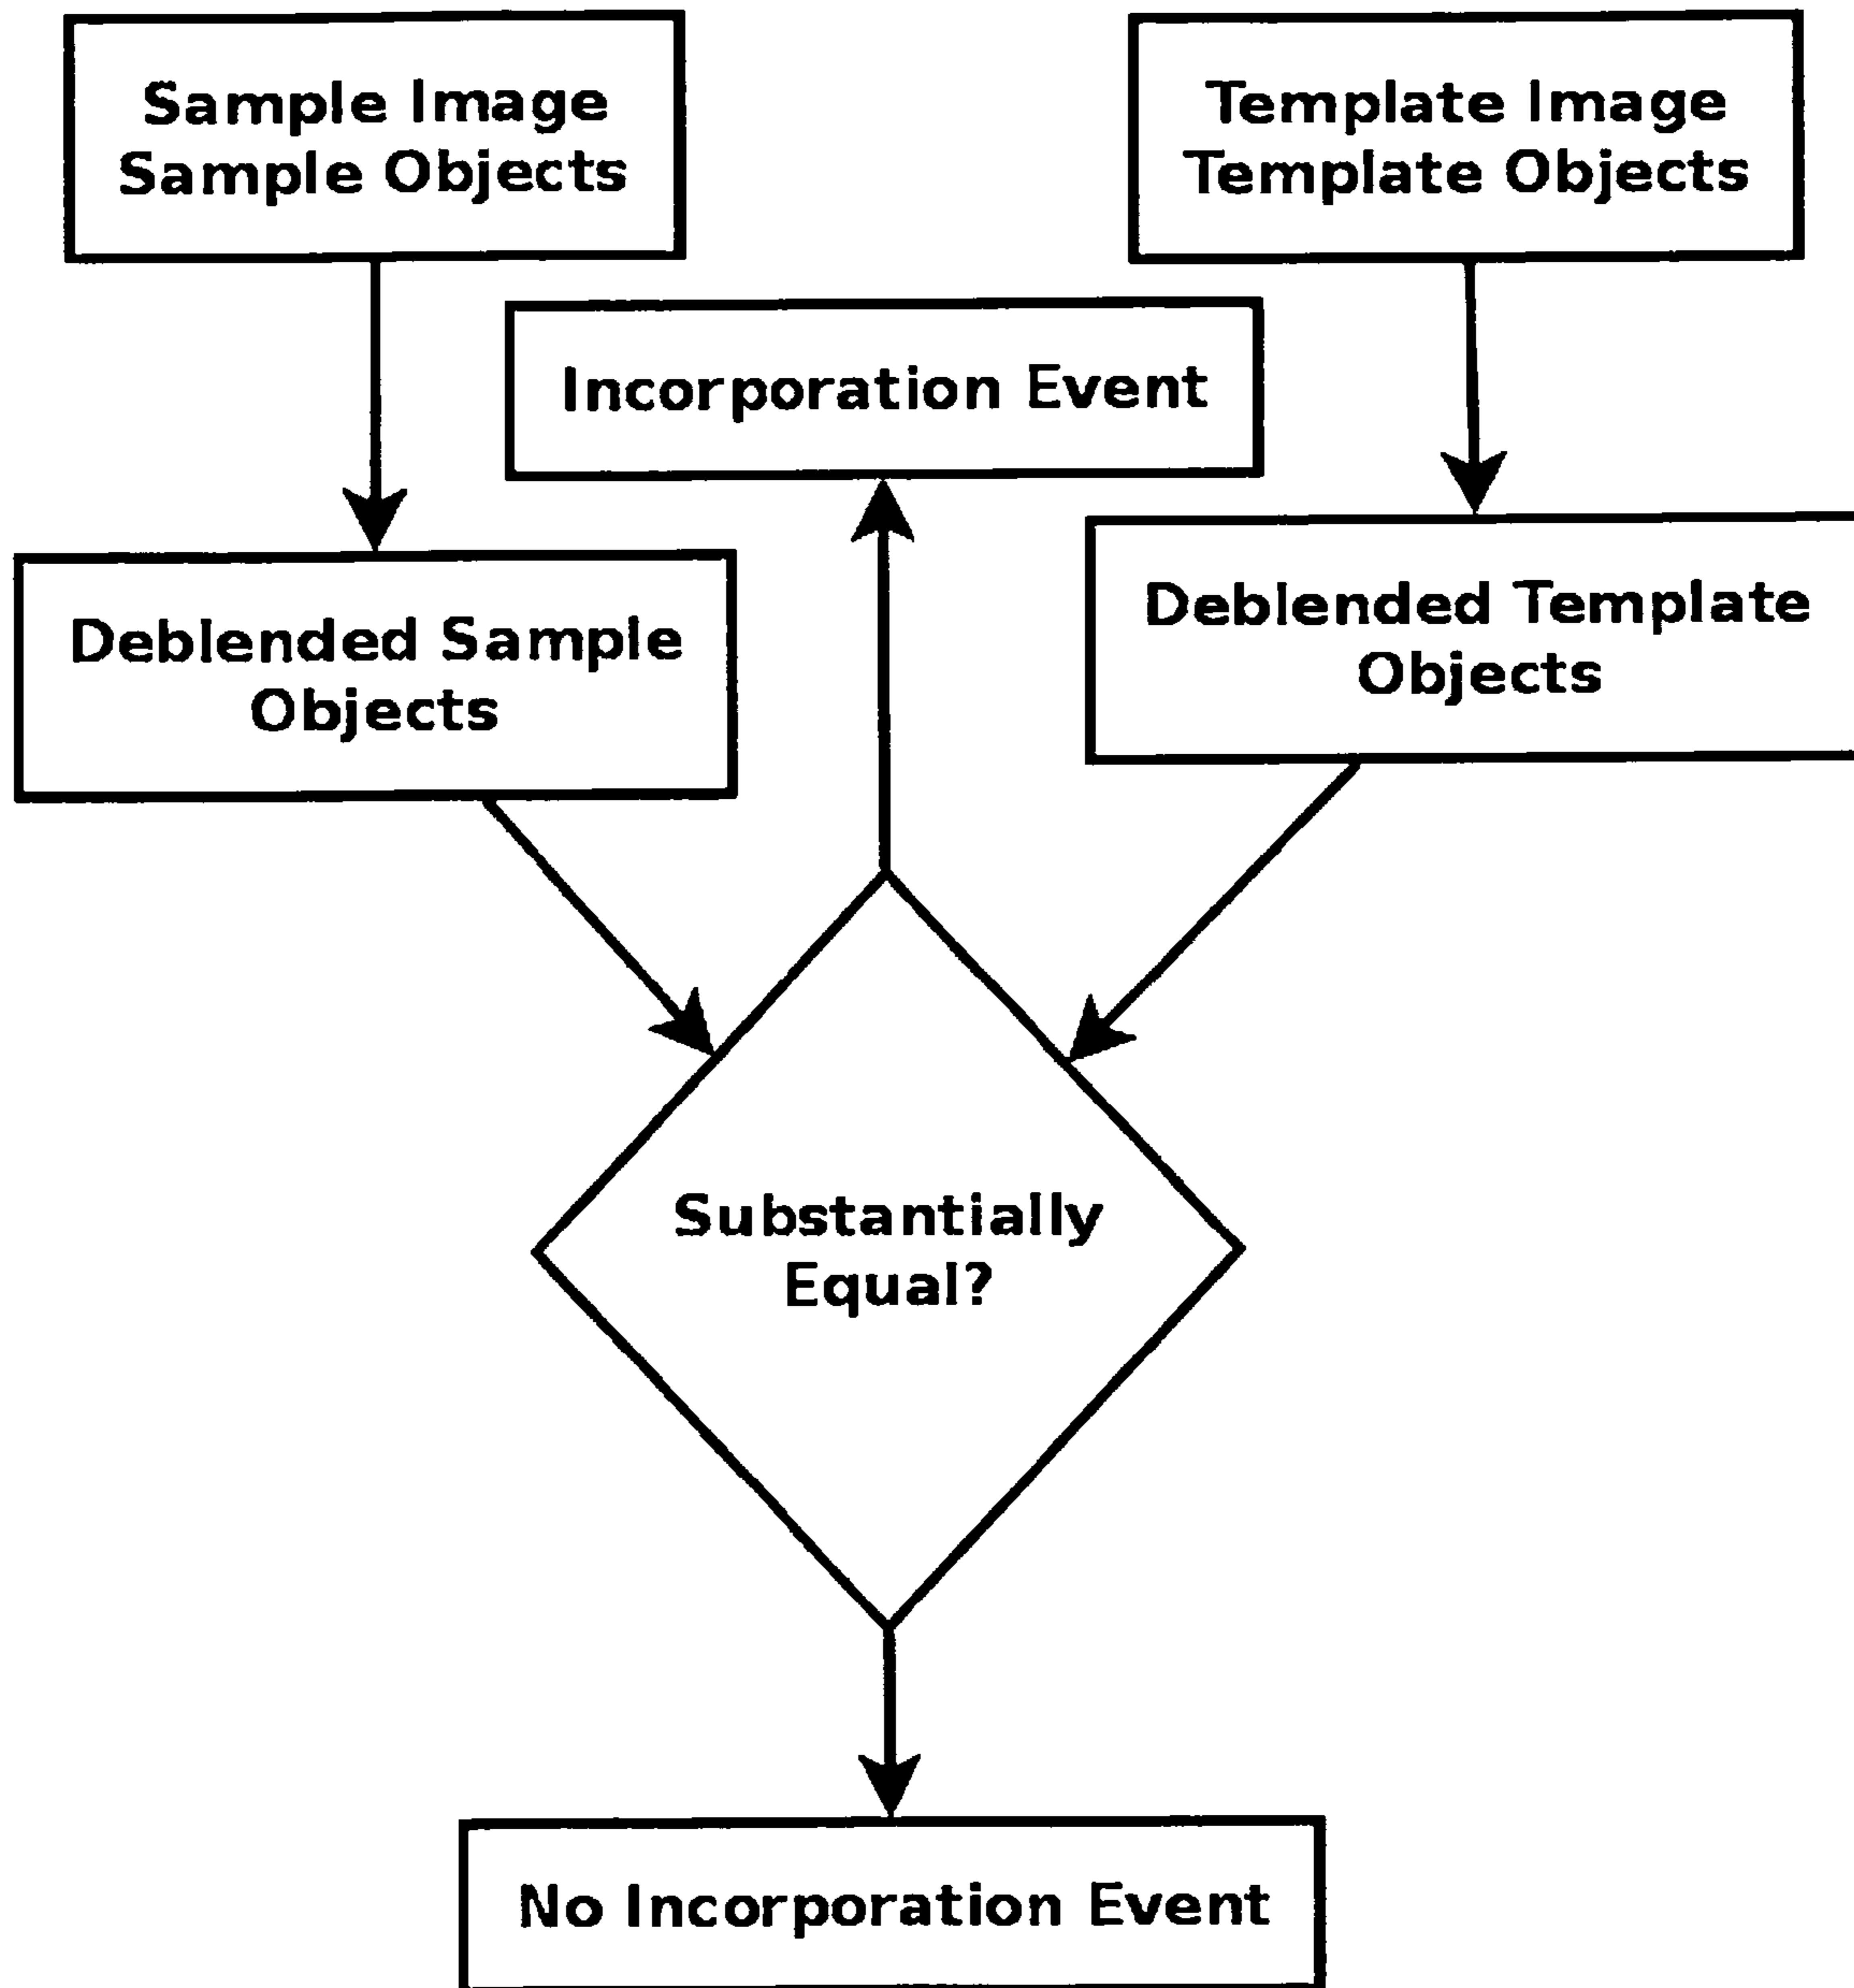 Sample Image
Sample Objects
Template Image
Template Objects
Incorporation Event
Deblended Sample
Objects
Deblended Template
Objects
Substantially
Equal?
No Incorporation Event